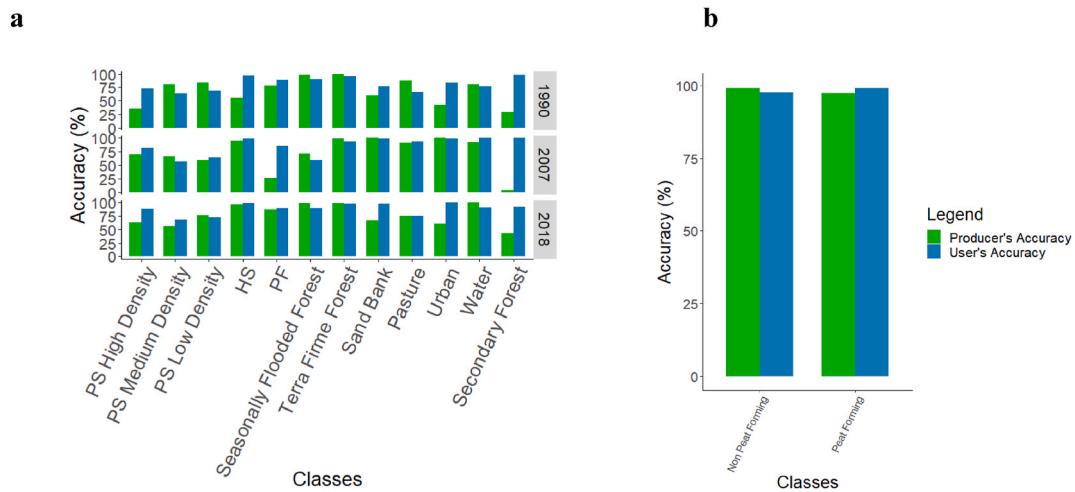 a
Accuracy (%)
100
75
50
25
0
1990
100
75
50
25
0
2007
100
75
50
25
0
2018
PS High Density
PS Medium Density
PS Low Density
HS
PF
Seasonally Flooded Forest
Terra Firme Forest
Sand Bank
Pasture
Urban
Water
Secondary Forest
Classes
b
Accuracy (%)
100
75
50
25
0
Non Peat Forming
Peat Forming
Classes
Legend
Producer's Accuracy
User's Accuracy